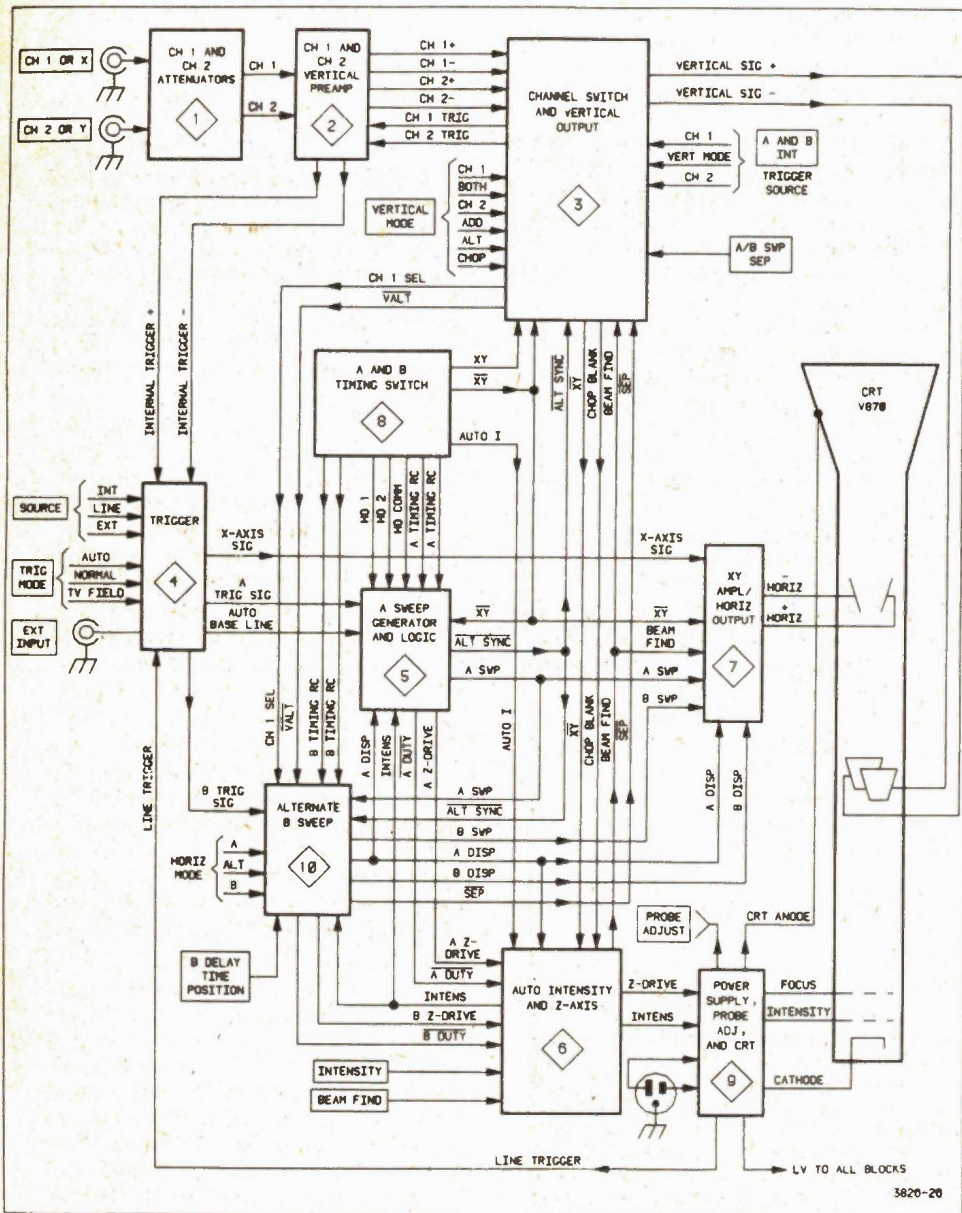 CH 1 OR X
CH 2 OR Y
CH 1 AND
CH 2
ATTENUATORS
1
CH 1
CH 2
CH 1 AND
CH 2
VERTICAL
PREAMP
2
CH 1+
CH 1-
CH 2+
CH 2-
CH 1 TRIG
CH 2 TRIG
CHANNEL SWITCH
AND VERTICAL
OUTPUT
3
VERTICAL SIG +
VERTICAL SIG -
CH 1
VERT MODE
CH 2
A AND B
INT
TRIGGER
SOURCE
VERTICAL
MODE
CH 1
BOTH
CH 2
ADD
ALT
CHOP
A/B SWP
SEP
CH 1 SEL
VALT
INTERNAL TRIGGER +
INTERNAL TRIGGER -
A AND B
TIMING SWITCH
8
XY
XY
AUTO I
ALT SYNC
XY
CHOP BLANK
BEAM FIND
SEP
CRT
V870
HO 1
HO 2
HO COMM
A TIMING RC
A TIMING RC
SOURCE
INT
LINE
EXT
TRIG
MODE
AUTO
NORMAL
TV FIELD
EXT
INPUT
TRIGGER
4
X-AXIS
SIG
A
TRIG SIG
AUTO
BASE LINE
A SWEEP
GENERATOR
AND LOGIC
5
XY
ALT SYNC
A SWP
X-AXIS
SIG
XY
BEAM
FIND
A SWP
B SWP
XY
AMPL/
HORIZ
OUTPUT
7
-
HORIZ
+
HORIZ
CH 1 SEL
VALT
B TIMING RC
B TIMING RC
A DISP
INTENS
A DUTY
A Z-DRIVE
AUTO I
XY
CHOP BLANK
BEAM FIND
SEP
A DISP
B DISP
LINE TRIGGER
B TRIG
SIG
HORIZ
MODE
A
ALT
B
ALTERNATE
B SWEEP
10
A SWP
ALT SYNC
B SWP
A DISP
B DISP
SEP
B DELAY
TIME
POSITION
A Z-
DRIVE
A DUTY
INTENS
B Z-DRIVE
B DUTY
INTENSITY
BEAM FIND
AUTO INTENSITY
AND Z-AXIS
6
Z-DRIVE
INTENS
PROBE
ADJUST
CRT ANODE
POWER
SUPPLY,
PROBE
ADJ,
AND CRT
9
FOCUS
INTENSITY
CATHODE
LINE TRIGGER
LV TO ALL BLOCKS
3820-20